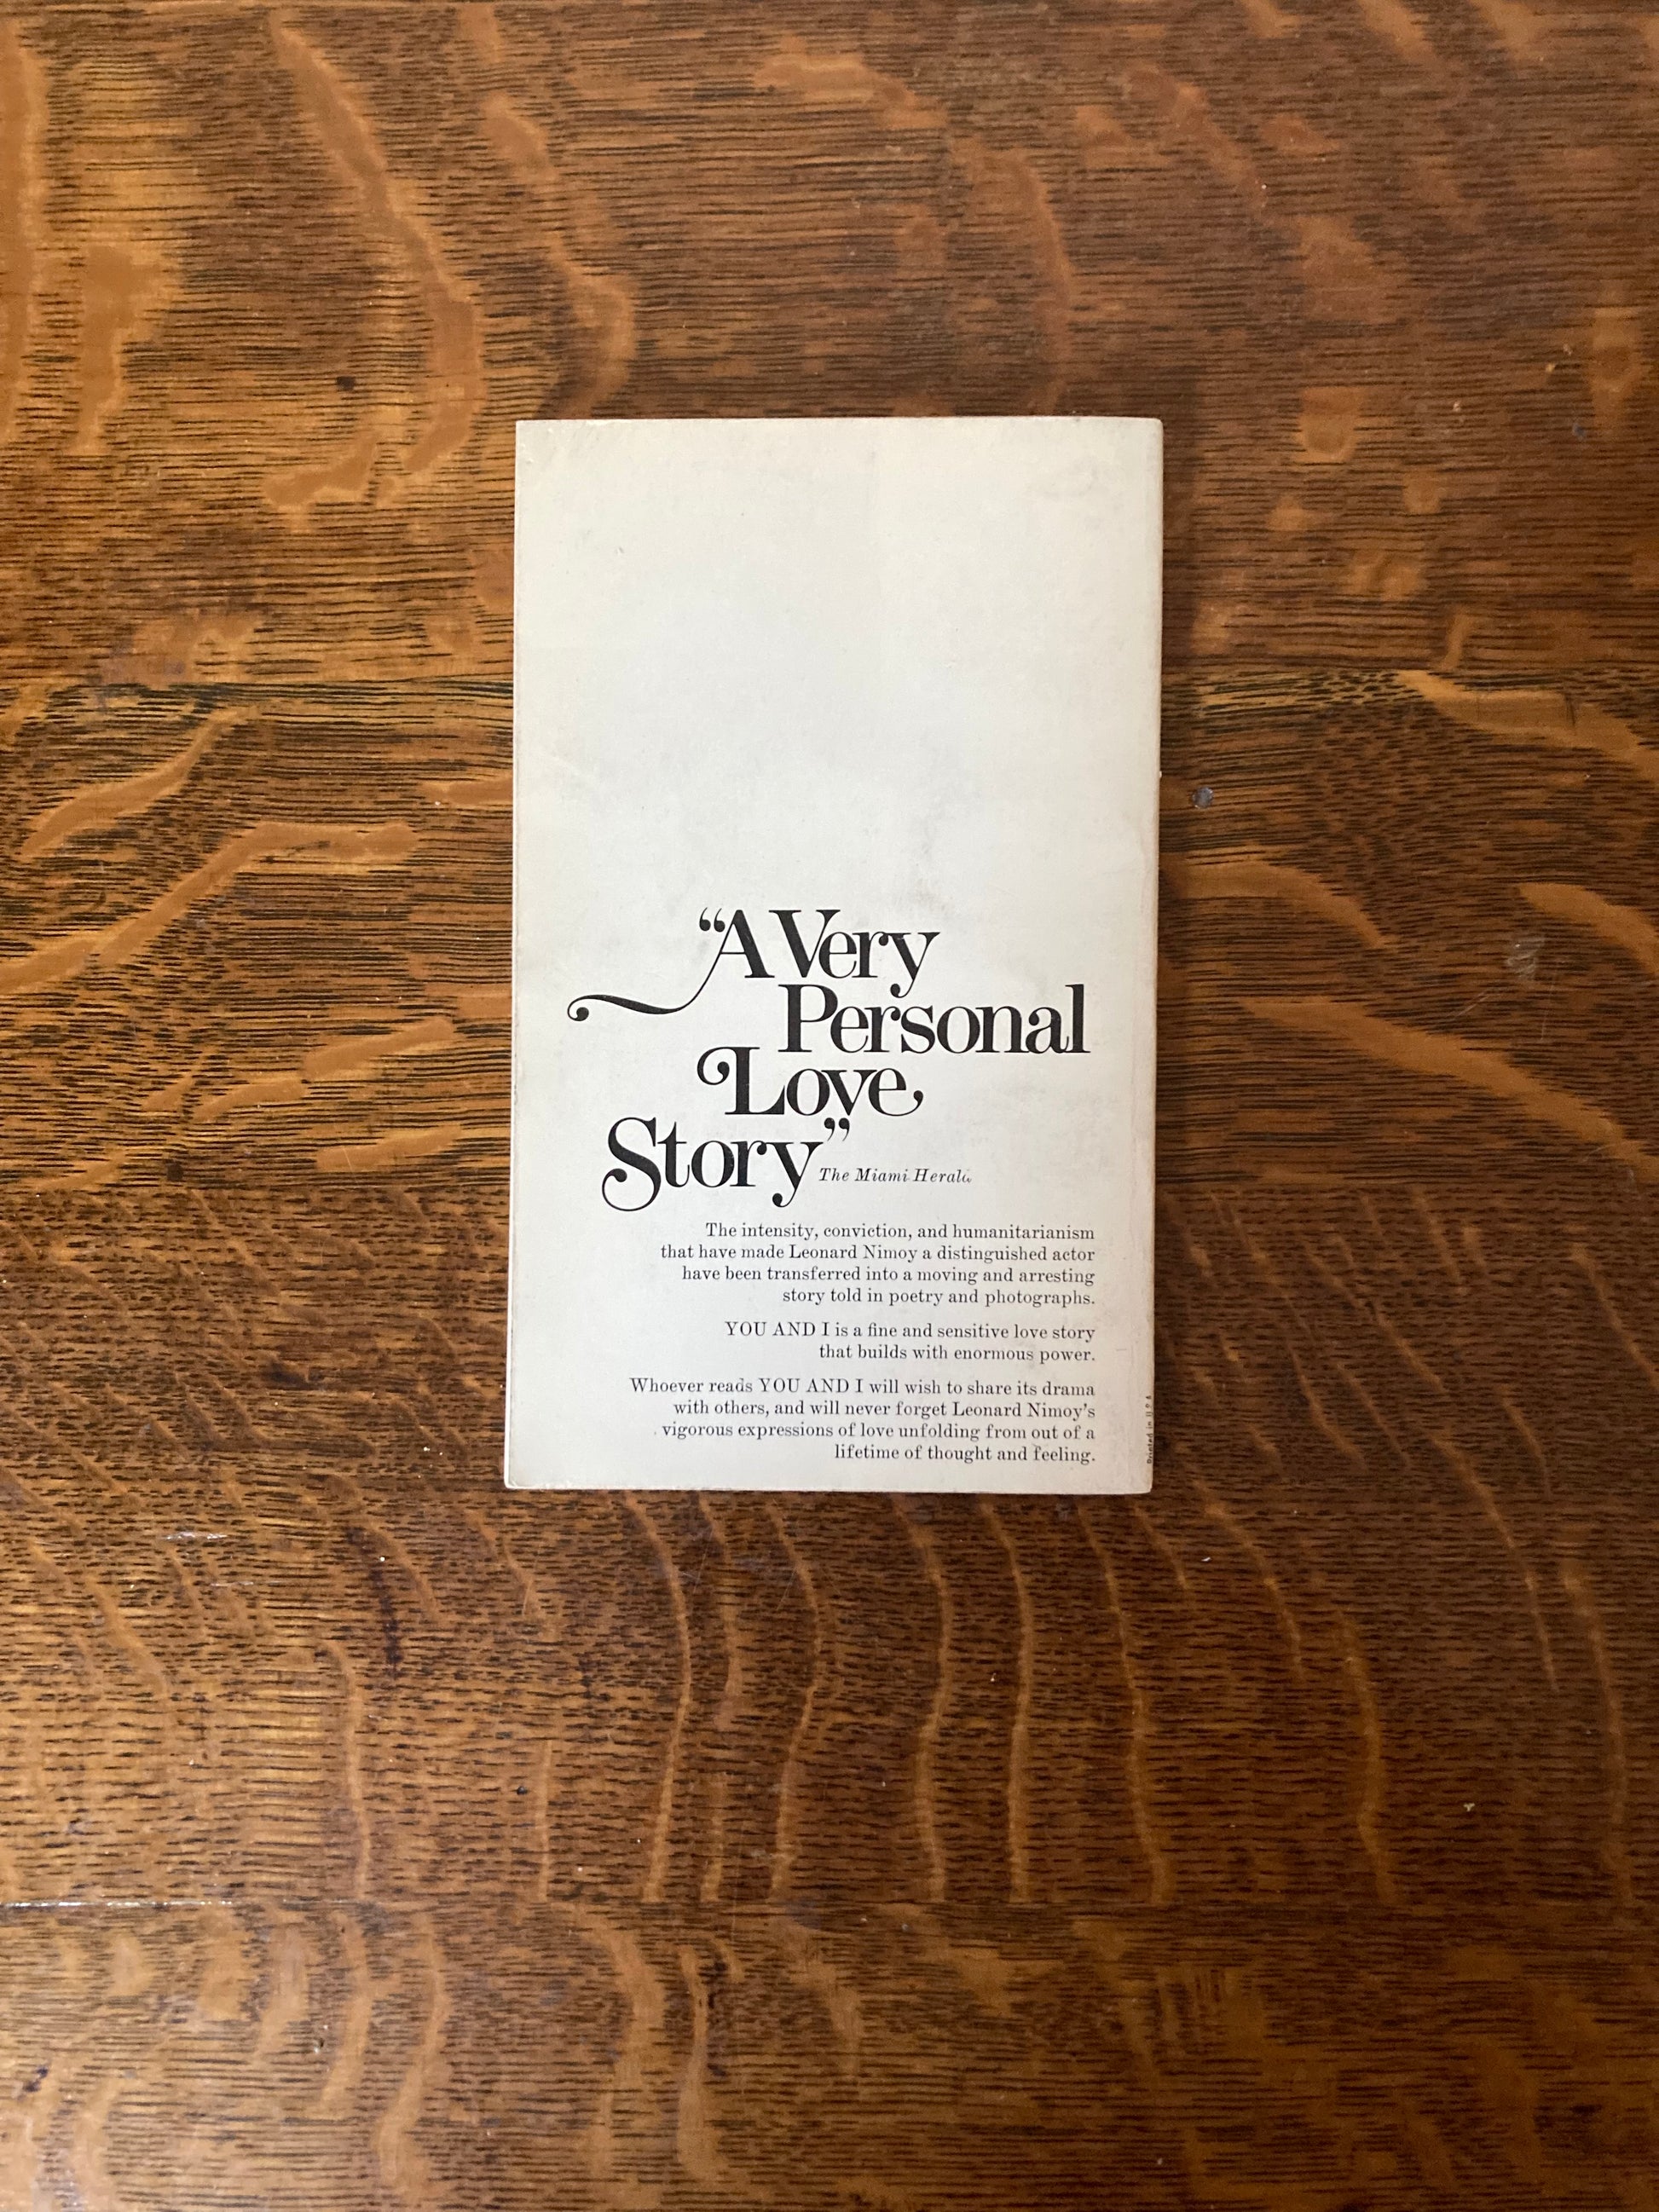 “A Very
Personal
Love
Story”
The Miami Herald
The intensity, conviction, and humanitarianism
that have made Leonard Nimoy a distinguished actor
have been transferred into a moving and arresting
story told in poetry and photographs.
YOU AND I is a fine and sensitive love story
that builds with enormous power.
Whoever reads YOU AND I will wish to share its drama
with others, and will never forget Leonard Nimoy’s
vigorous expressions of love unfolding from out of a
lifetime of thought and feeling.
Printed in U.S.A.